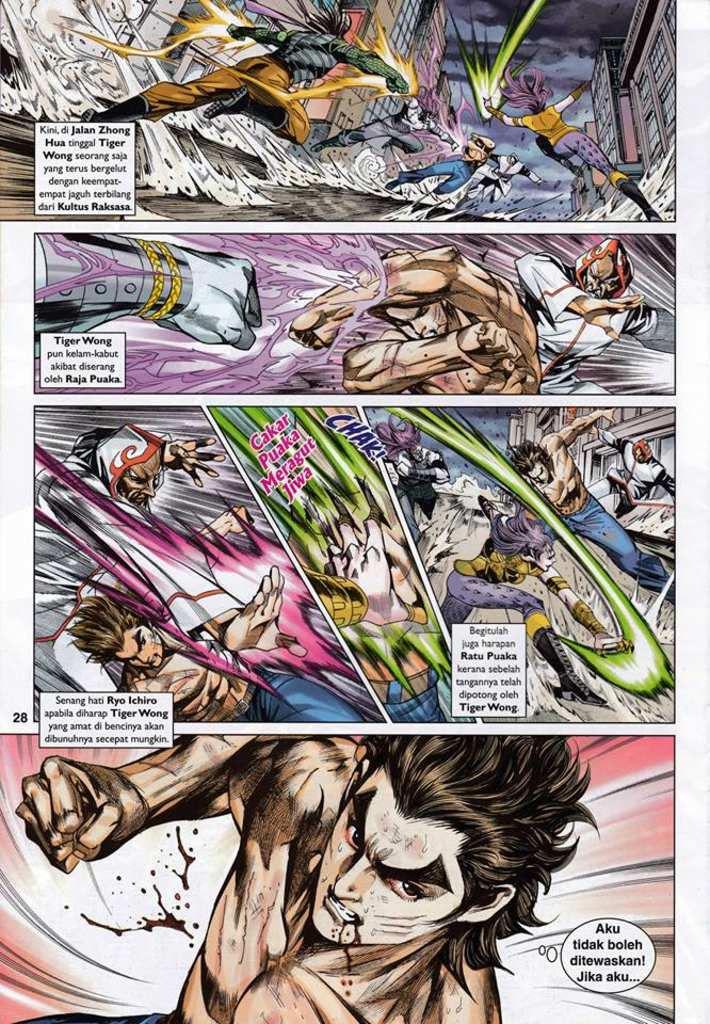 Kini, di Jalan Zhong
Hua tinggal Tiger
Wong seorang saja
yang terus bergelut
dengan keempat-
empat jaguh terbilang
dari Kultus Raksasa.
Tiger Wong
pun kelam-kabut
akibat diserang
oleh Raja Puaka.
Cakar
Puaka
Meragut
Jiwa
CHAK!
Begitulah
juga harapan
Ratu Puaka
kerana sebelah
tangannya telah
dipotong oleh
Tiger Wong.
Senang hati Ryo Ichiro
apabila diharap Tiger Wong
yang amat di bencinya akan
dibunuhnya secepat mungkin.
28
Aku
tidak boleh
ditewaskan!
Jika aku...